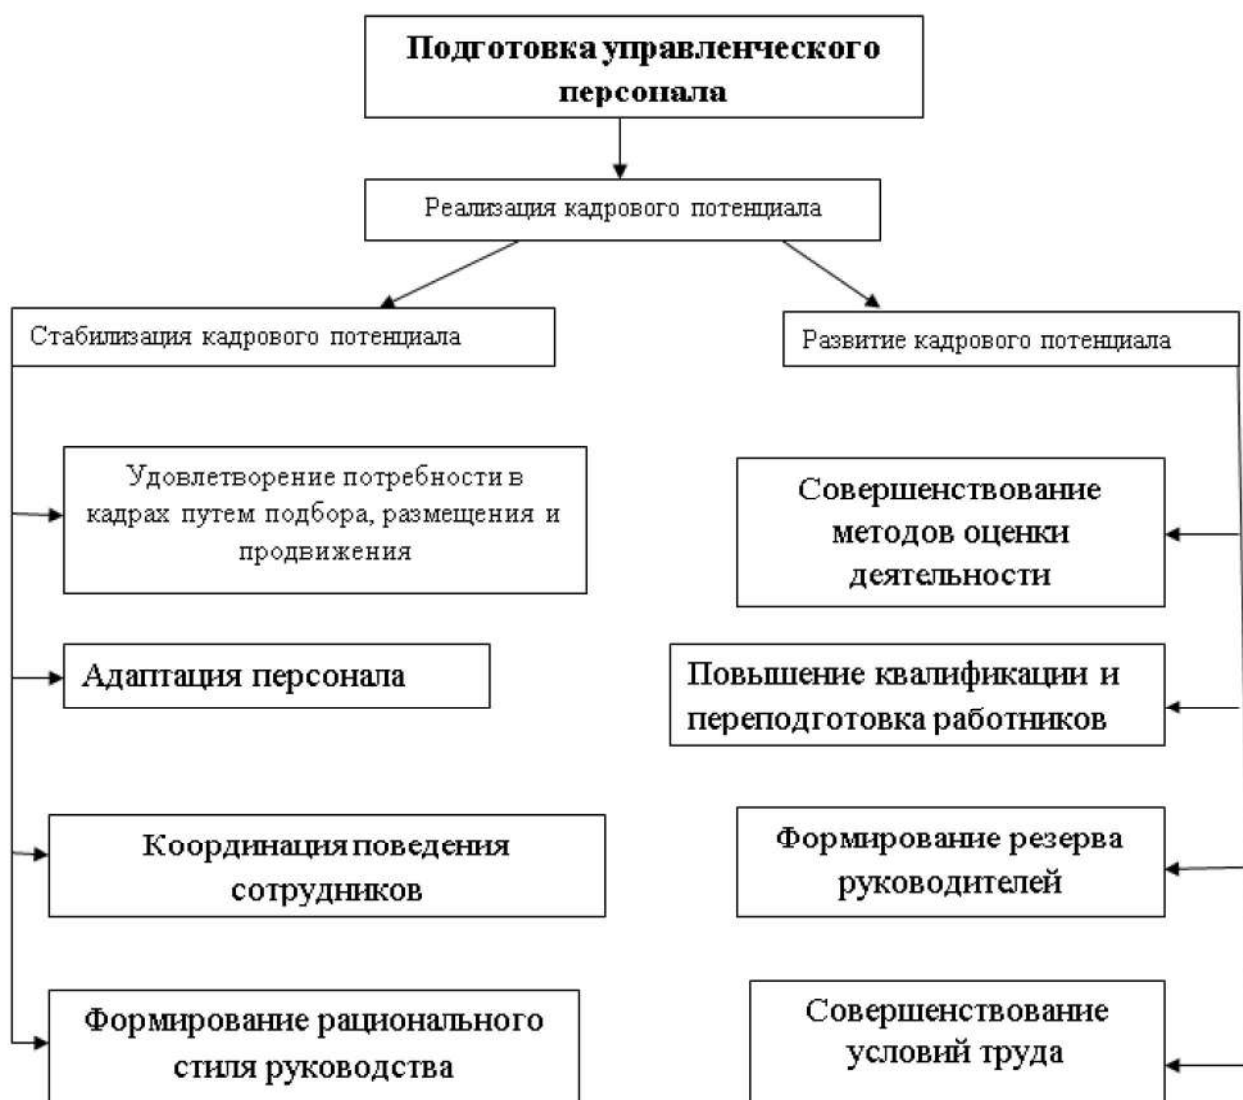 Подготовка управленческого
персонала
Реализация кадрового потенциала
Стабилизация кадрового потенциала
Развитие кадрового потенциала
Удовлетворение потребности в
кадрах путем подбора, размещения и
продвижения
Совершенствование
методов оценки
деятельности
Адаптация персонала
Повышение квалификации и
переподготовка работников
Координация поведения
сотрудников
Формирование резерва
руководителей
Формирование рационального
стиля руководства
Совершенствование
условий труда